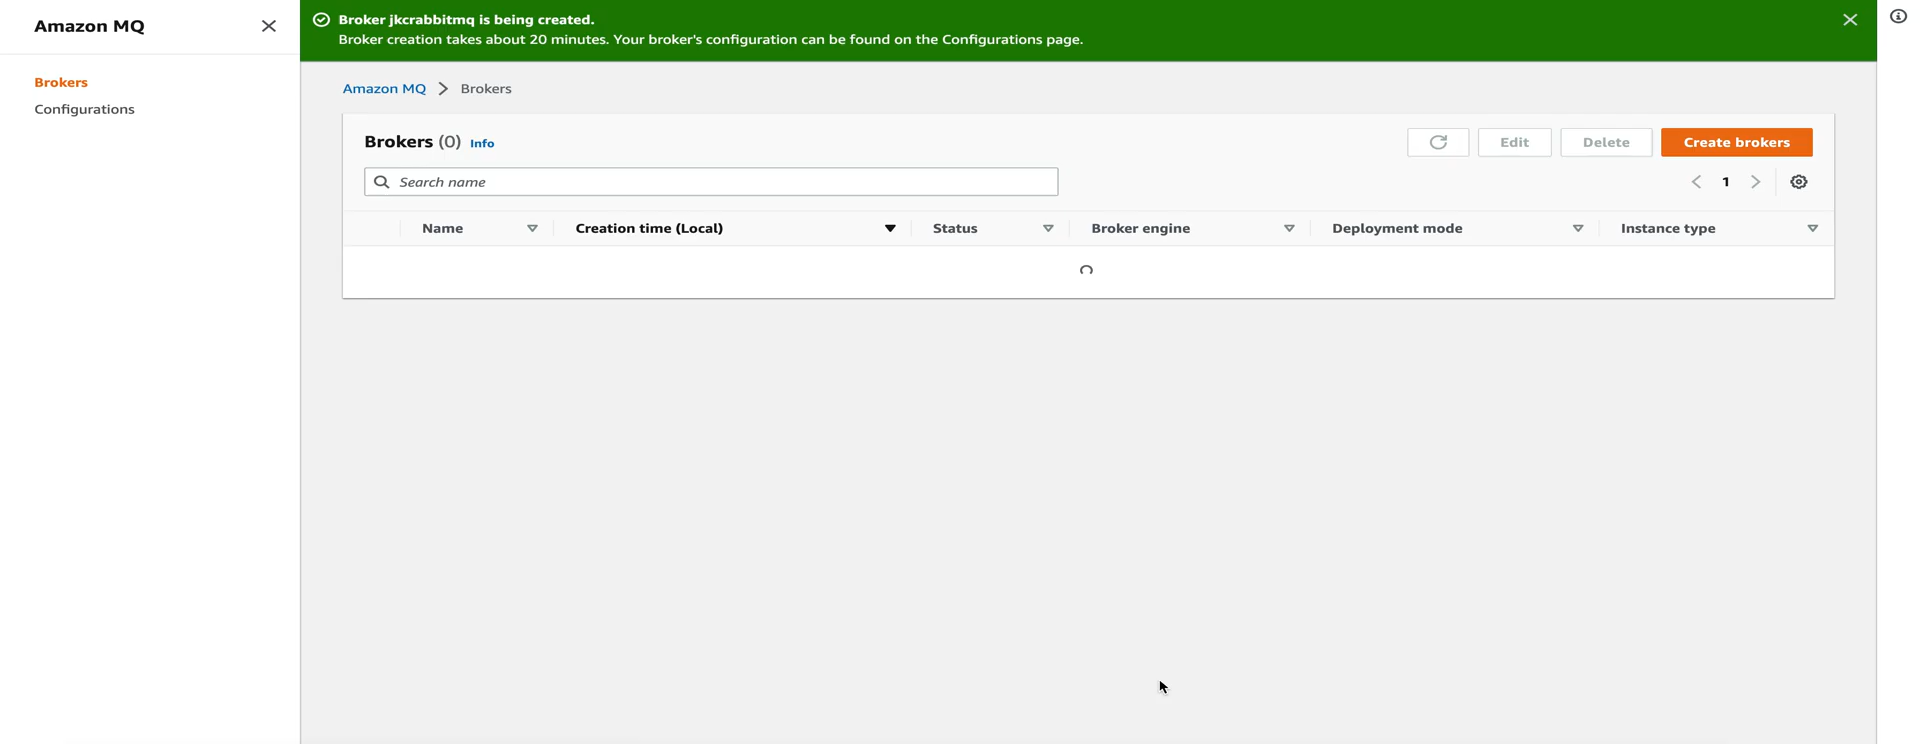 Amazon MQ
Brokers
Configurations
Broker jkcrabbitmq is being created.
Broker creation takes about 20 minutes. Your broker's configuration can be found on the Configurations page.
Amazon MQ > Brokers
Brokers (0) Info
Edit
Delete
Create brokers
Search name
1
Name
Creation time (Local)
Status
Broker engine
Deployment mode
Instance type